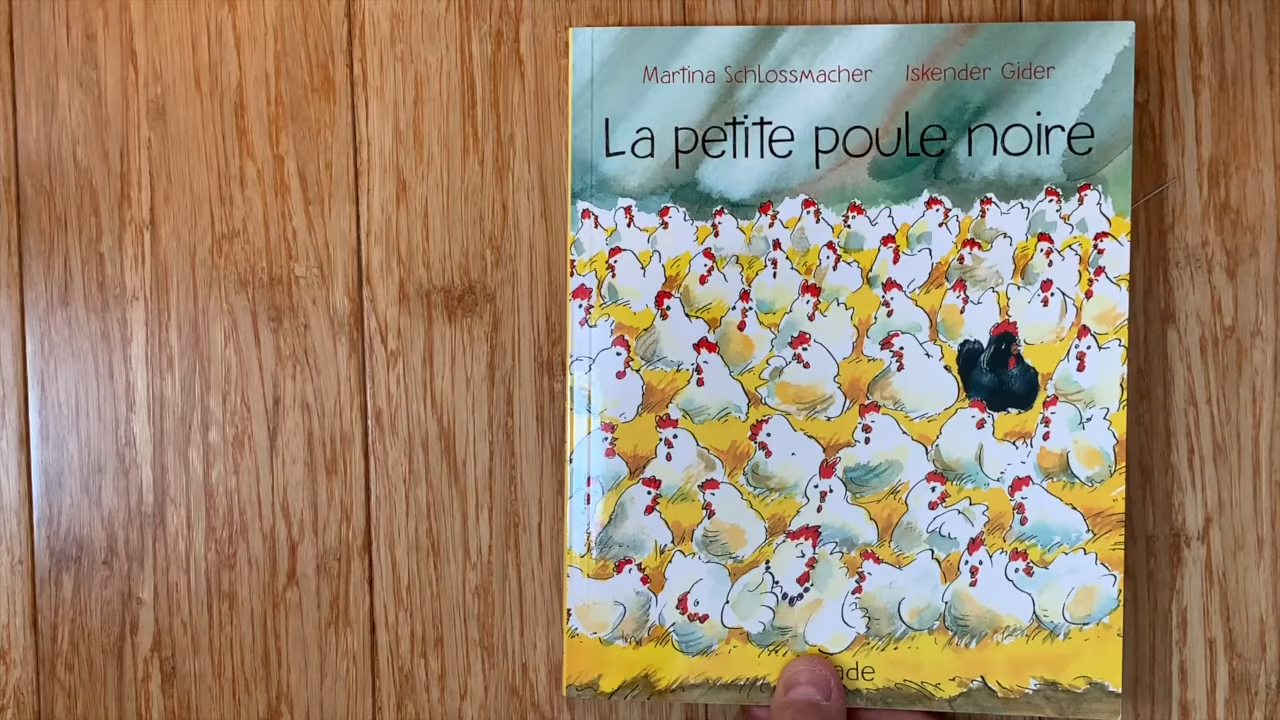 Martina Schlossmacher Iskender Gider
La petite poule noire